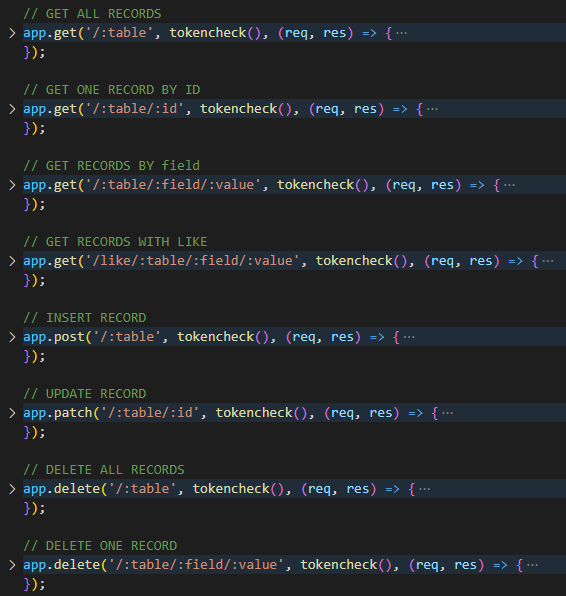 // GET ALL RECORDS
app.get('/:table', tokencheck(), (req, res) => {···
});
// GET ONE RECORD BY ID
app.get('/:table/:id', tokencheck(), (req, res) => {···
});
// GET RECORDS BY field
app.get('/:table/:field/:value', tokencheck(), (req, res) => {···
});
// GET RECORDS WITH LIKE
app.get('/like/:table/:field/:value', tokencheck(), (req, res) => {···
});
// INSERT RECORD
app.post('/:table', tokencheck(), (req, res) => {···
});
// UPDATE RECORD
app.patch('/:table/:id', tokencheck(), (req, res) => {···
});
// DELETE ALL RECORDS
app.delete('/:table', tokencheck(), (req, res) => {···
});
// DELETE ONE RECORD
app.delete('/:table/:field/:value', tokencheck(), (req, res) => {···
});